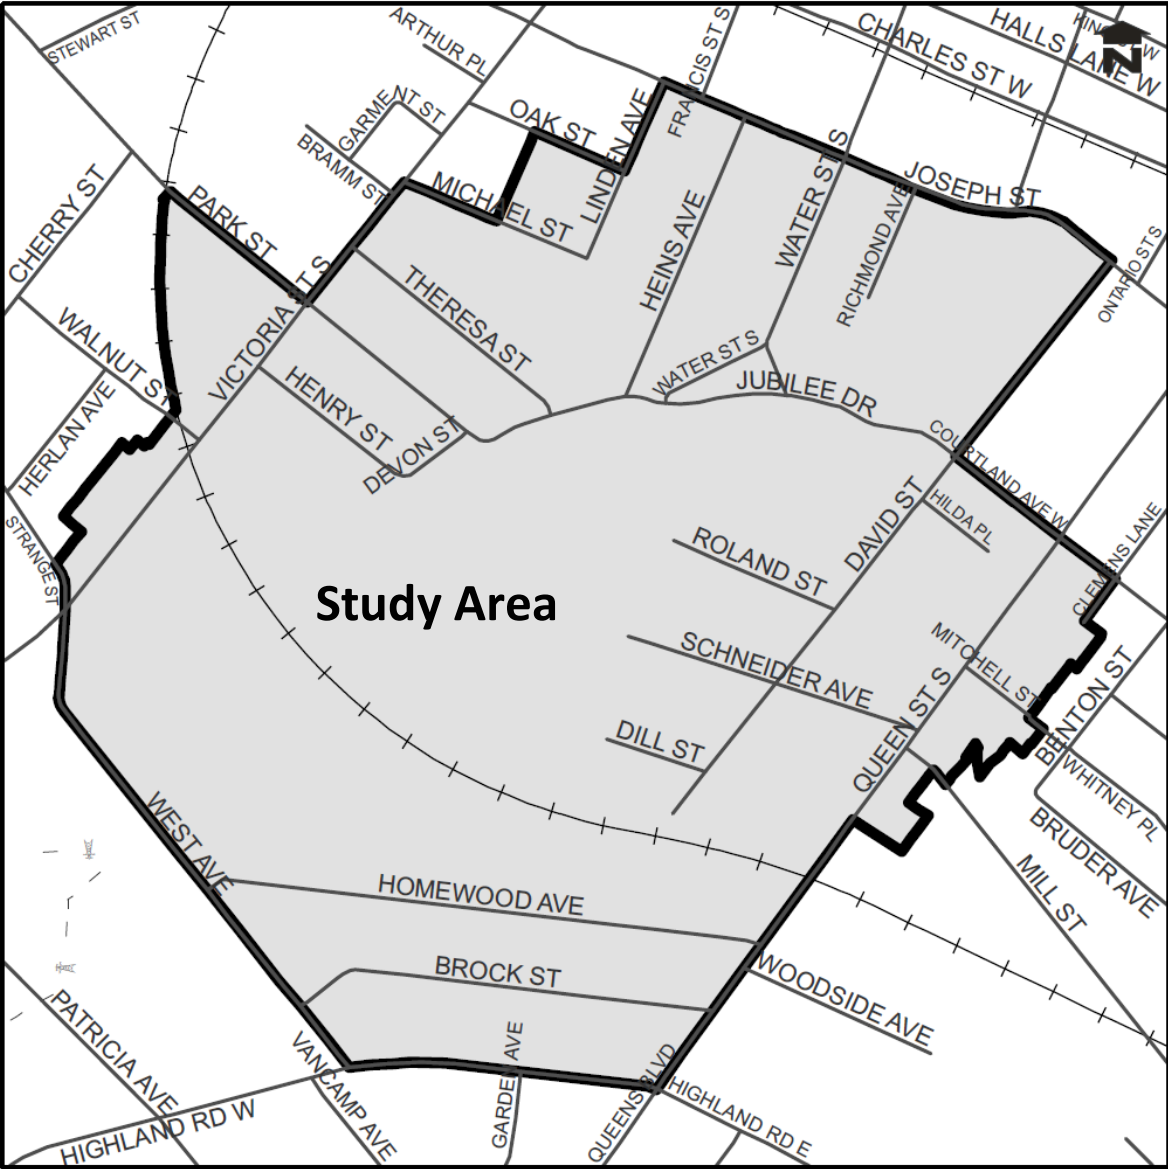 STEWART ST
ARTHUR PL
FRANCIS ST S
CHARLES ST W
HALLS LANE W
N
GARMENT ST
OAK ST
LINDEN AVE
BRAMM ST
MICHAEL ST
WATER ST S
JOSEPH ST
CHERRY ST
PARK ST
HEINS AVE
RICHMOND AVE
ONTARIO ST S
THERESA ST
WALNUT ST
VICTORIA ST S
WATER ST S
JUBILEE DR
HENRY ST
HERLAN AVE
DEVON ST
COURTLAND AVE W
STRANGE ST
DAVID ST
HILDA PL
CLEMENS LANE
ROLAND ST
Study Area
MITCHELL ST
SCHNEIDER AVE
BENTON ST
DILL ST
QUEEN ST S
WHITNEY PL
WEST AVE
BRUDER AVE
HOMEWOOD AVE
MILL ST
BROCK ST
WOODSIDE AVE
PATRICIA AVE
VANCAMP AVE
GARDEN AVE
QUEENS BLVD
HIGHLAND RD W
HIGHLAND RD E